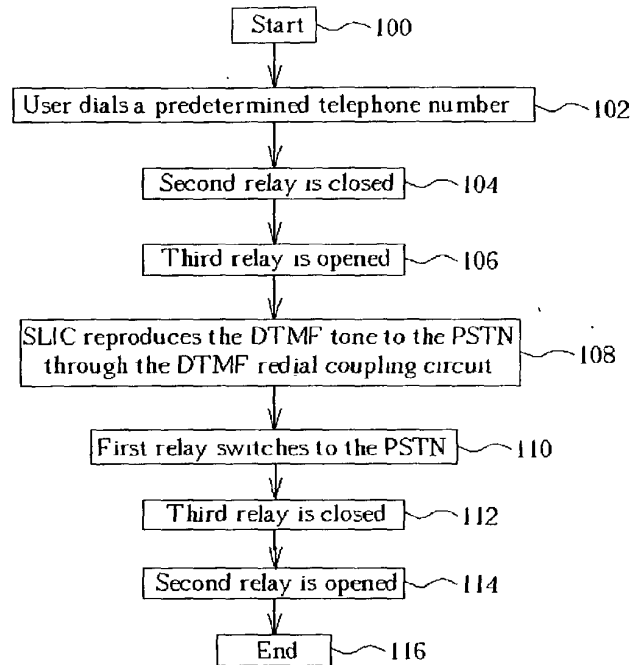 Start 100
User dials a predetermined telephone number 102
Second relay is closed 104
Third relay is opened 106
SLIC reproduces the DTMF tone to the PSTN
through the DTMF redial coupling circuit 108
First relay switches to the PSTN 110
Third relay is closed 112
Second relay is opened 114
End 116